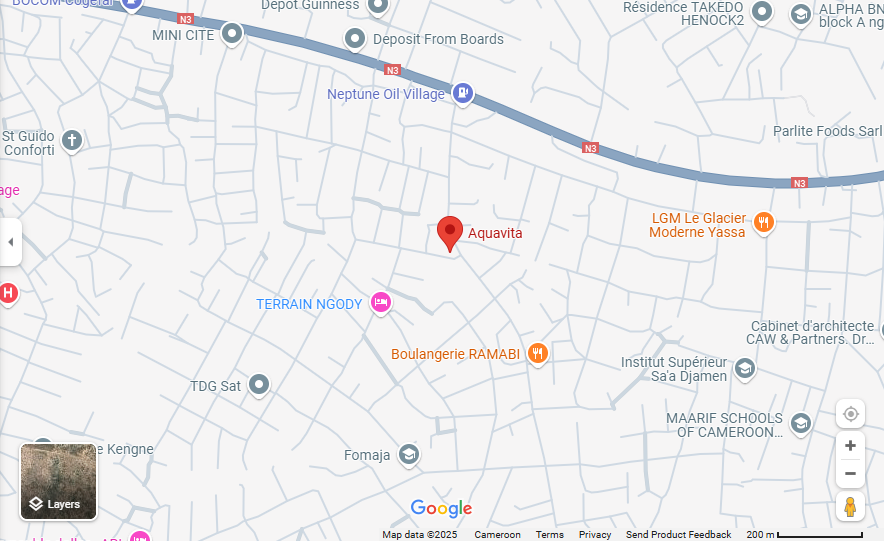 BOCOM Cogefar
Depot Guinness
Résidence TAKEDO
HENOCK2
ALPHA BN
block A ng
N3
MINI CITE
Deposit From Boards
N3
Neptune Oil Village
Parlite Foods Sarl
St Guido
Conforti
N3
N3
age
LGM Le Glacier
Moderne Yassa
Aquavita
H
TERRAIN NGODY
Cabinet d'architecte
CAW & Partners. Dr...
Boulangerie RAMABI
Institut Supérieur
Sa'a Djamen
TDG Sat
MAARIF SCHOOLS
OF CAMEROON...
e Kengne
Fomaja
Layers
Google
Map data ©2025 Cameroon Terms Privacy Send Product Feedback 200 m